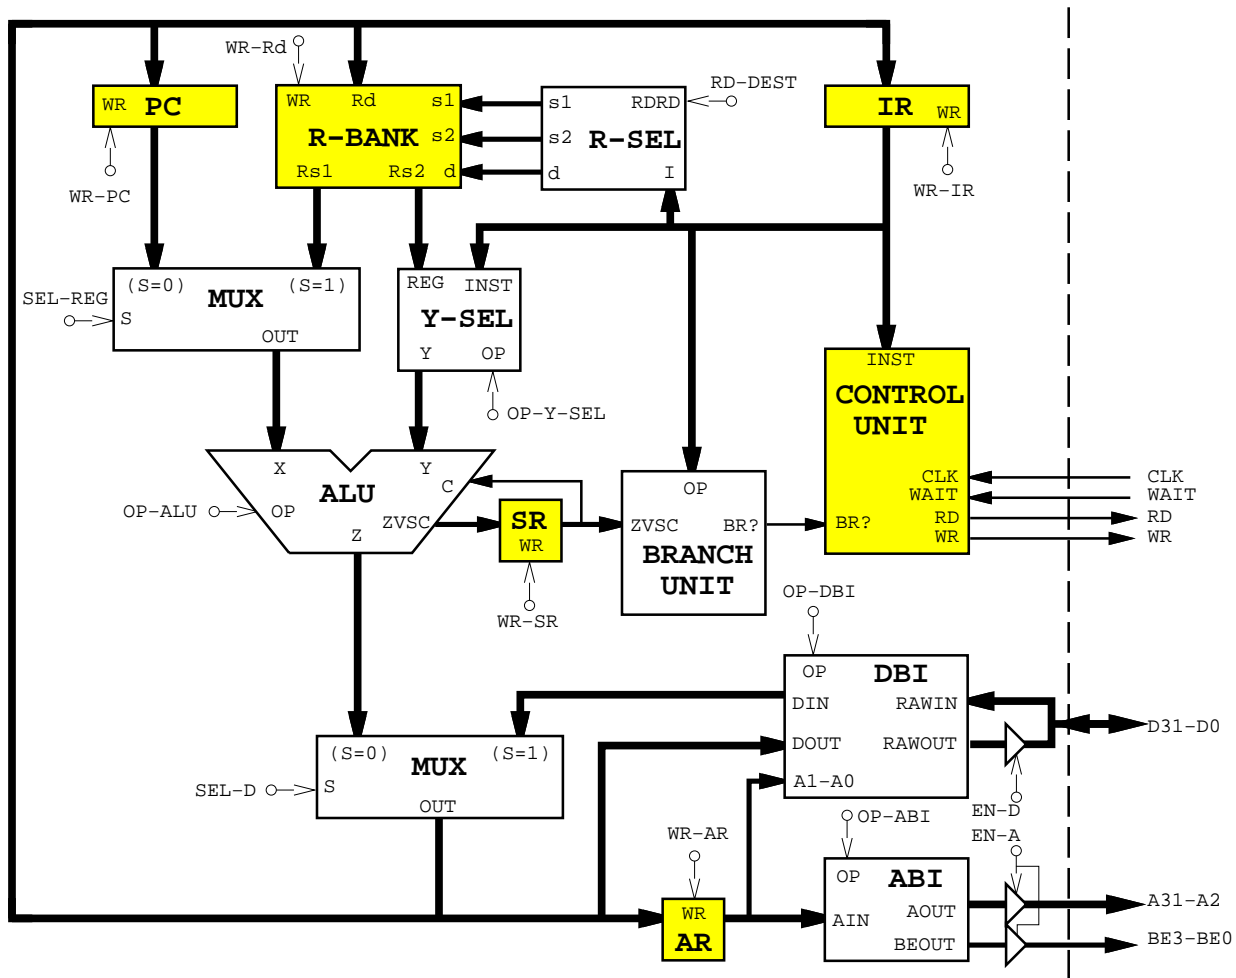 WR-Rd
RD-DEST
WR PC
WR Rd s1
R-BANK s2
Rs1 Rs2 d
s1 RDRD
s2 R-SEL
d I
IR WR
WR-PC
WR-IR
(S=0) MUX (S=1)
SEL-REG
S
OUT
REG INST
Y-SEL
Y OP
OP-Y-SEL
INST
CONTROL
UNIT
CLK
WAIT
RD
WR
BR?
CLK
WAIT
RD
WR
X Y
ALU C
OP-ALU
OP
ZVSC
Z
SR
WR
WR-SR
OP
ZVSC BR?
BRANCH
UNIT
OP-DBI
OP DBI
DIN RAWIN
DOUT RAWOUT
A1-A0
D31-D0
EN-D
EN-A
(S=0) MUX (S=1)
SEL-D
S
OUT
WR-AR
WR
AR
OP-ABI
OP ABI
AIN AOUT
BEOUT
A31-A2
BE3-BE0